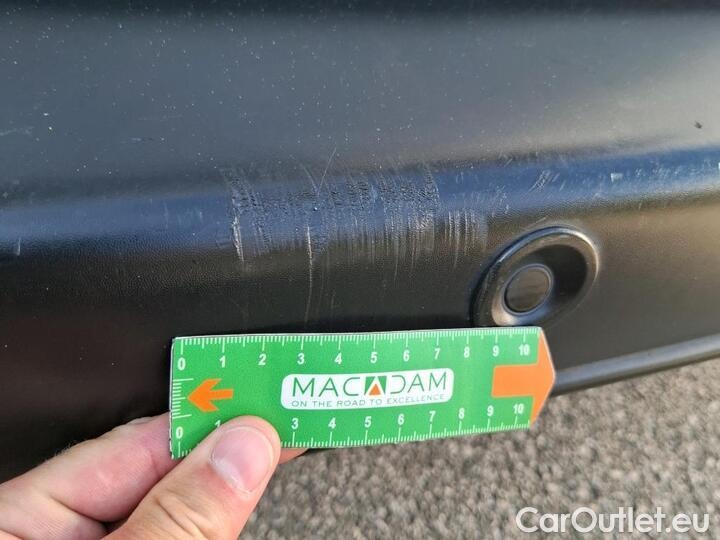 0 1 2 3 4 5 6 7 8 9 10
MACADAM
ON THE ROAD TO EXCELLENCE
0 1 3 4 5 6 7 8 9 10
CarOutlet.eu